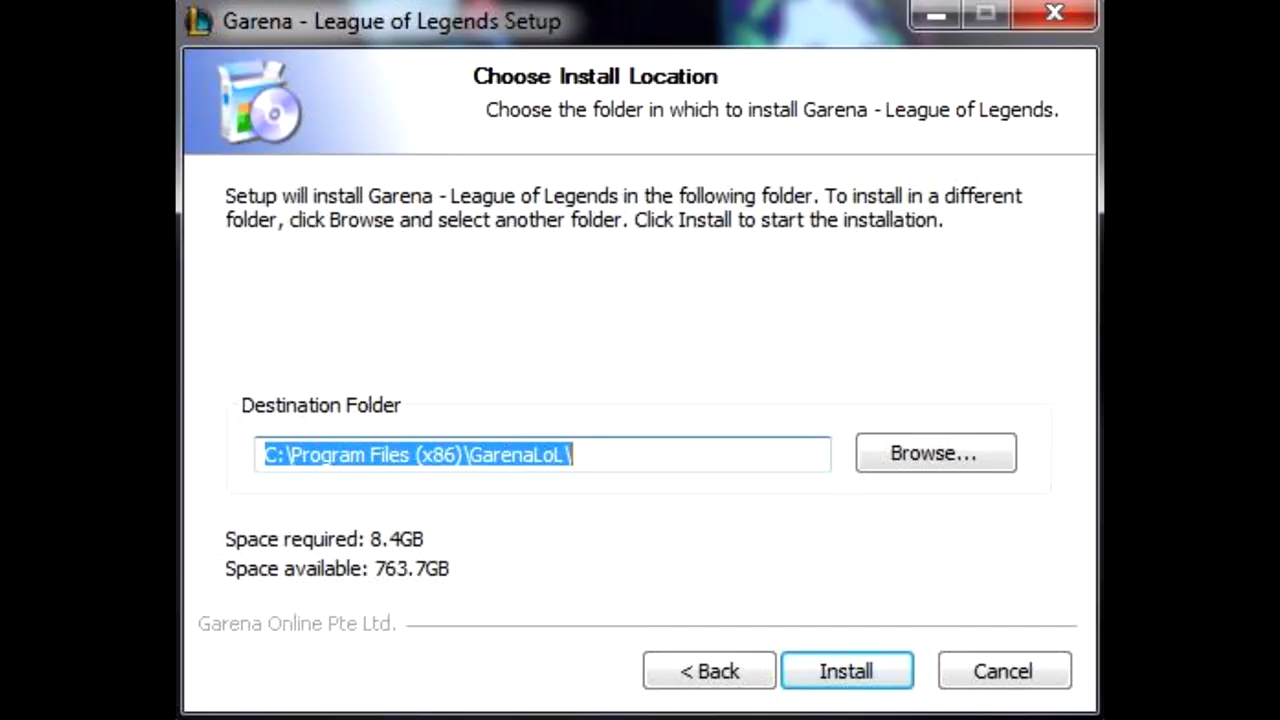 Garena - League of Legends Setup
Choose Install Location
Choose the folder in which to install Garena - League of Legends.
Setup will install Garena - League of Legends in the following folder. To install in a different
folder, click Browse and select another folder. Click Install to start the installation.
Destination Folder
C:\Program Files (x86)\GarenaLoL\
Browse...
Space required: 8.4GB
Space available: 763.7GB
Garena Online Pte Ltd.
< Back
Install
Cancel